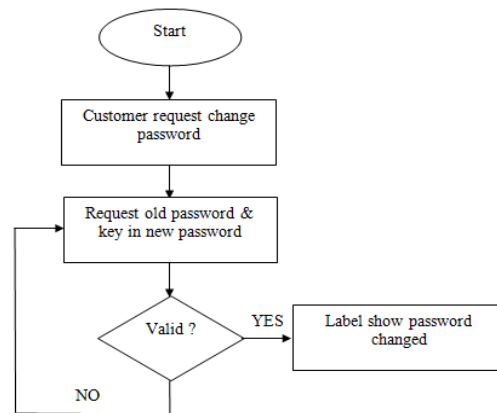 Start
Customer request change
password
Request old password &
key in new password
Valid ?
YES
Label show password
changed
NO